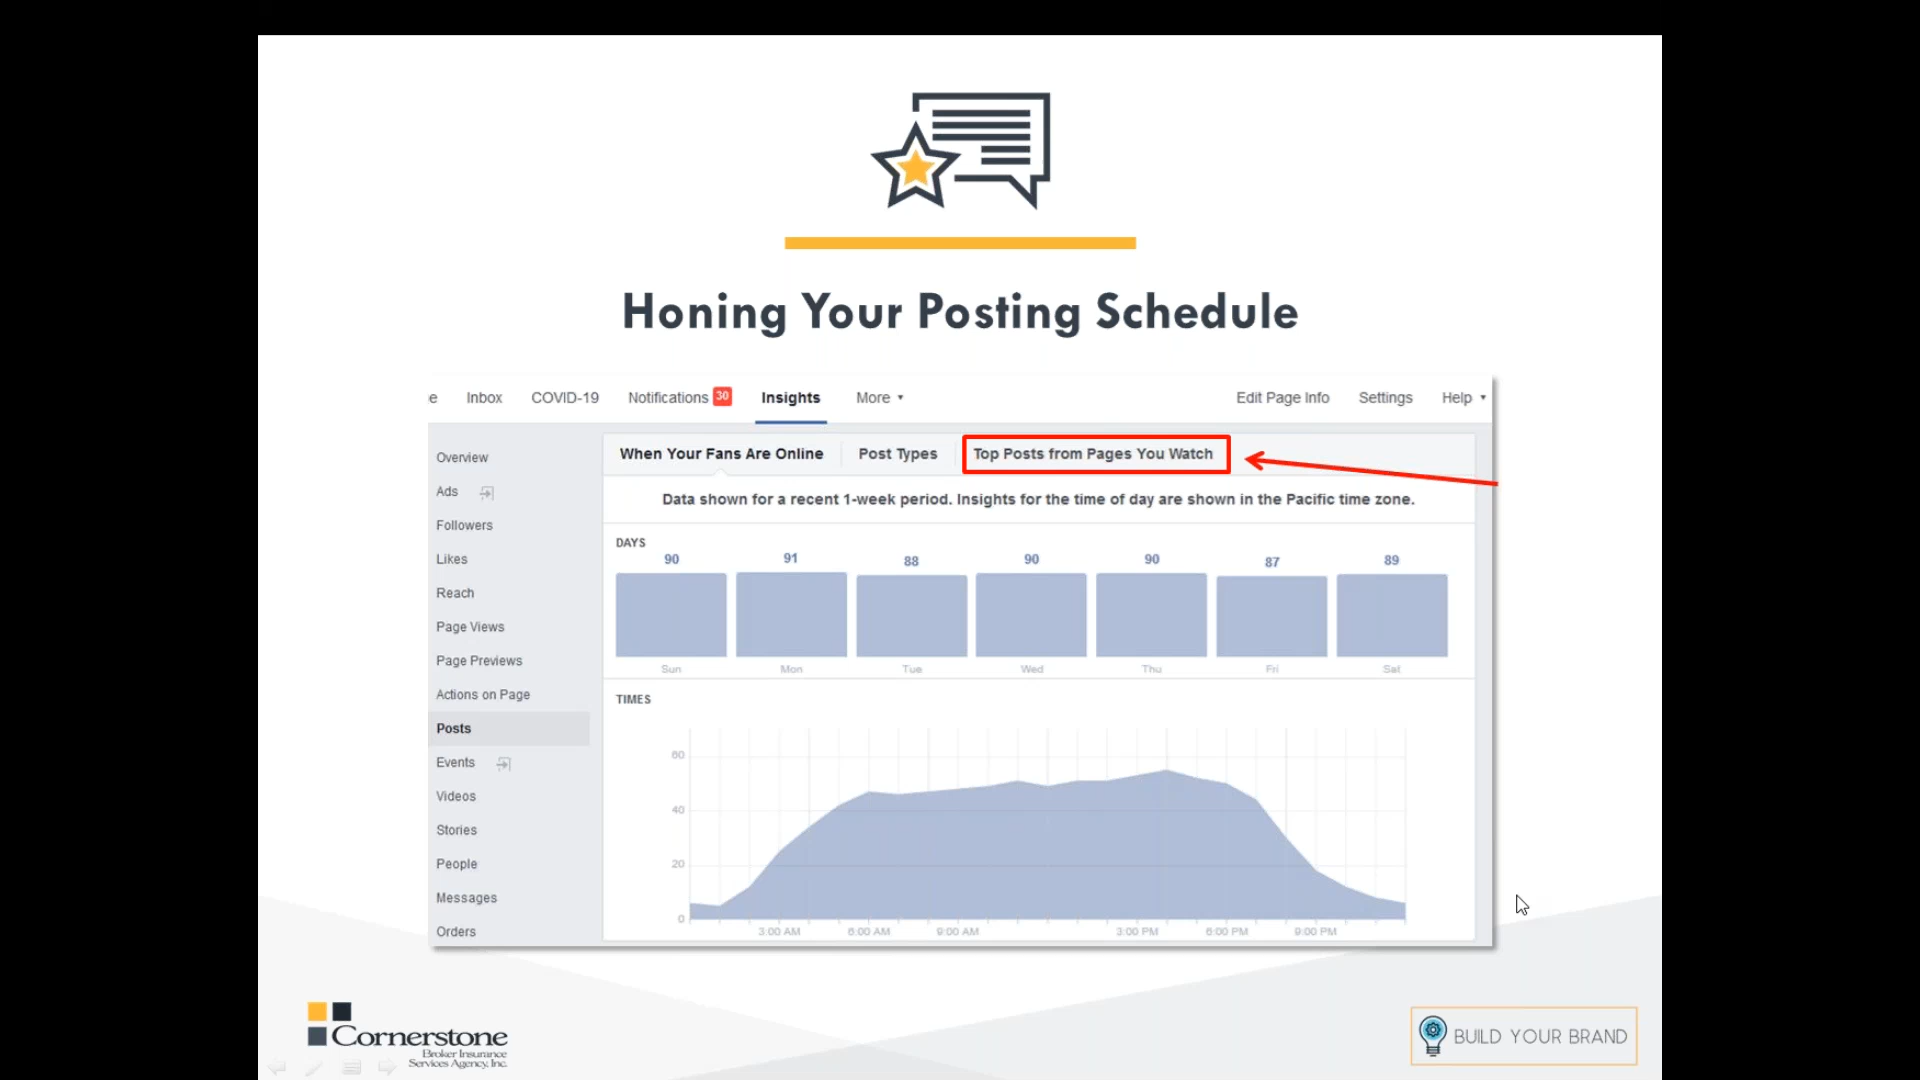 Honing Your Posting Schedule
e Inbox COVID-19 Notifications 30 Insights More Edit Page Info Settings Help
Overview
Ads
Followers
Likes
Reach
Page Views
Page Previews
Actions on Page
Posts
Events
Videos
Stories
People
Messages
Orders
When Your Fans Are Online Post Types Top Posts from Pages You Watch
Data shown for a recent 1-week period. Insights for the time of day are shown in the Pacific time zone.
DAYS
90 91 88 90 90 87 89
Sun Mon Tue Wed Thu Fri Sat
TIMES
60
40
20
0
3:00 AM 6:00 AM 9:00 AM 3:00 PM 6:00 PM 9:00 PM
Cornerstone
Broker Insurance
Services Agency, Inc.
BUILD YOUR BRAND